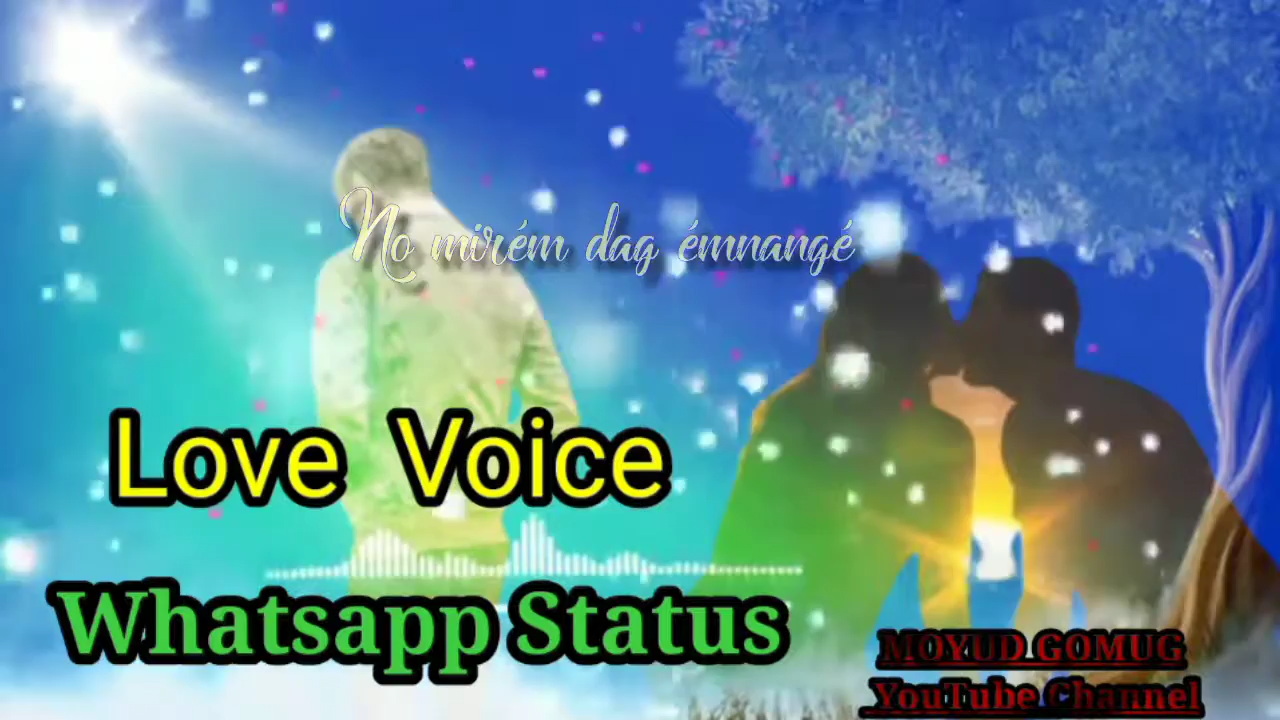 No mirém dag émnangé
Love Voice
Whatsapp Status
MOYUD GOMUG
YouTube Channel